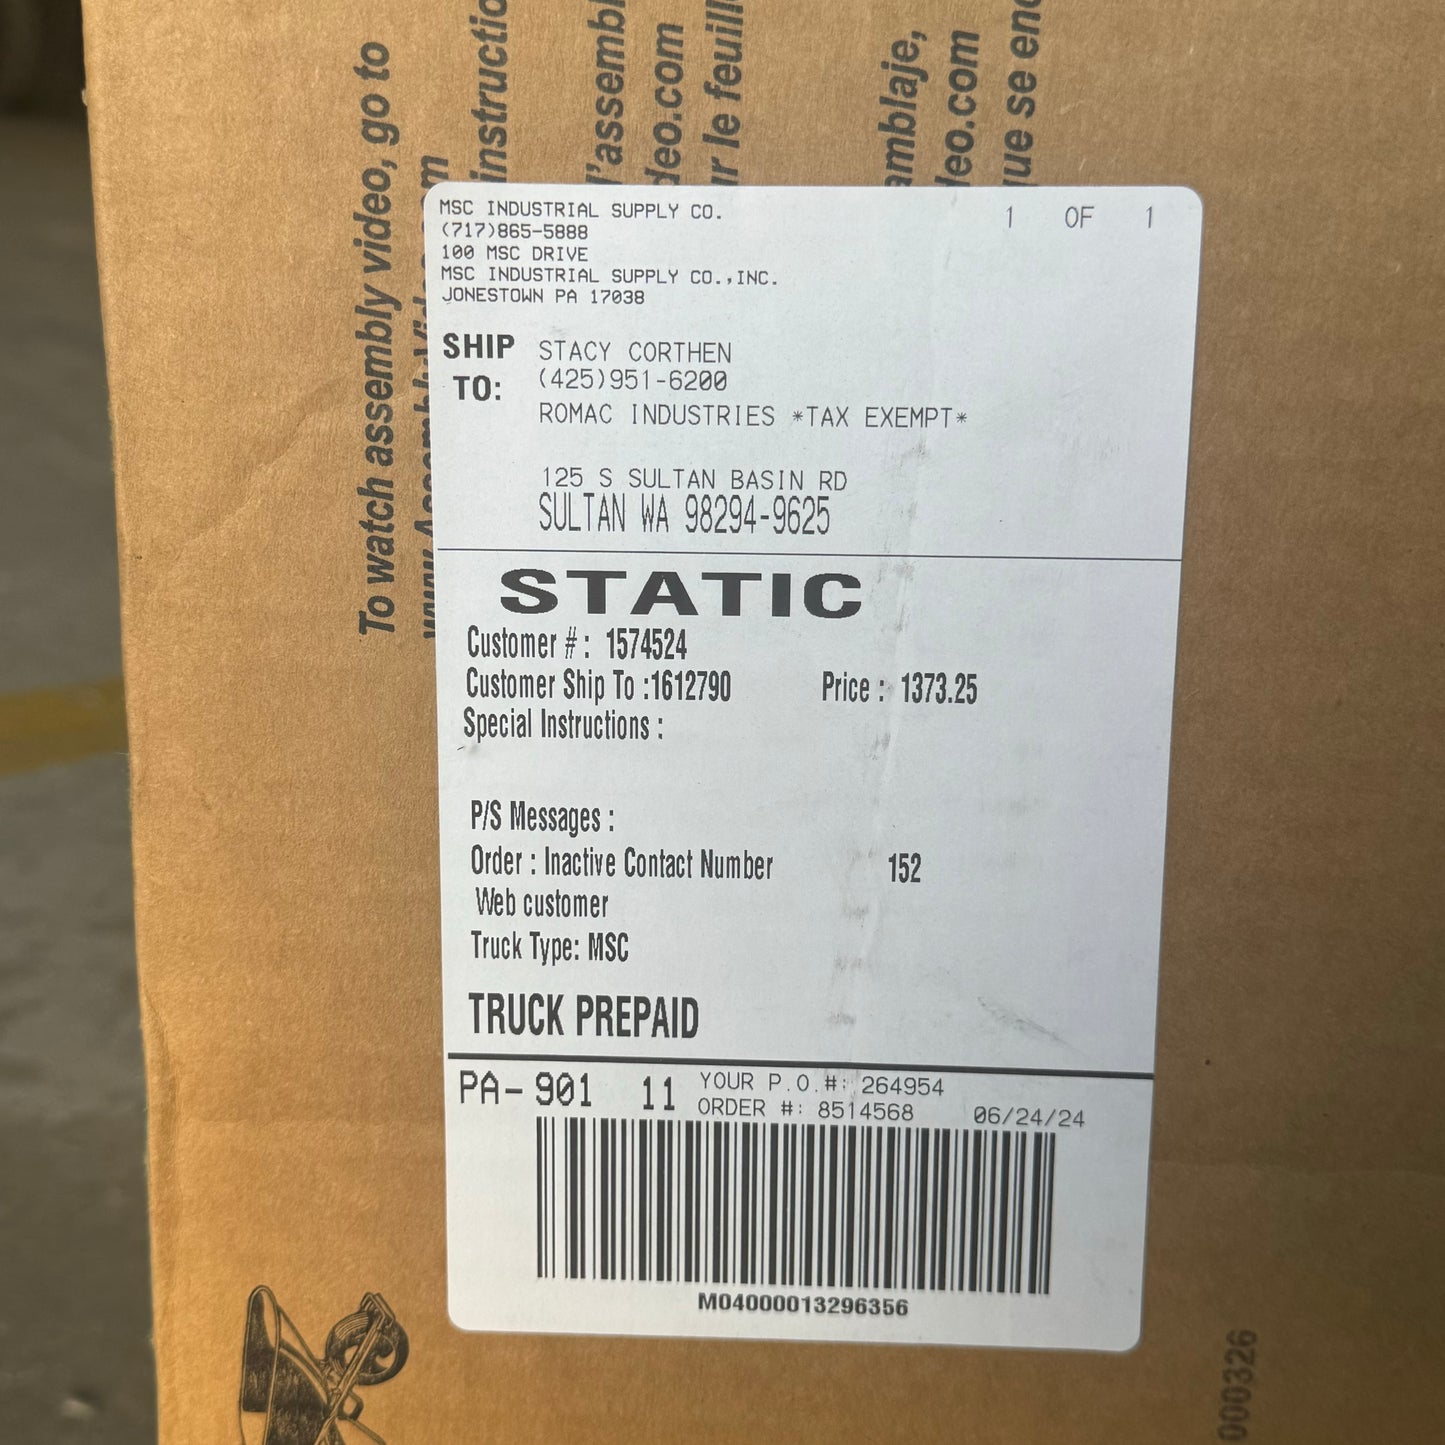 To watch assembly video, go to
instructio
l'assembl
deo.com
ur le feuill
amblaje,
deo.com
que se enc
MSC INDUSTRIAL SUPPLY CO.
(717)865-5888
100 MSC DRIVE
MSC INDUSTRIAL SUPPLY CO.,INC.
JONESTOWN PA 17038
1 OF 1
SHIP TO:
STACY CORTHEN
(425)951-6200
ROMAC INDUSTRIES *TAX EXEMPT*
125 S SULTAN BASIN RD
SULTAN WA 98294-9625
STATIC
Customer #: 1574524
Customer Ship To :1612790 Price : 1373.25
Special Instructions :
P/S Messages :
Order : Inactive Contact Number 152
Web customer
Truck Type: MSC
TRUCK PREPAID
PA-901 11 YOUR P.O.#: 264954
ORDER #: 8514568 06/24/24
M04000013296356
000326